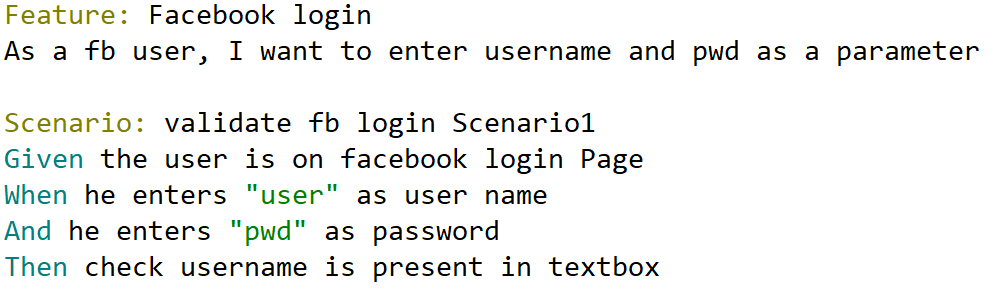 Feature: Facebook login
As a fb user, I want to enter username and pwd as a parameter
Scenario: validate fb login Scenario1
Given the user is on facebook login Page
When he enters "user" as user name
And he enters "pwd" as password
Then check username is present in textbox